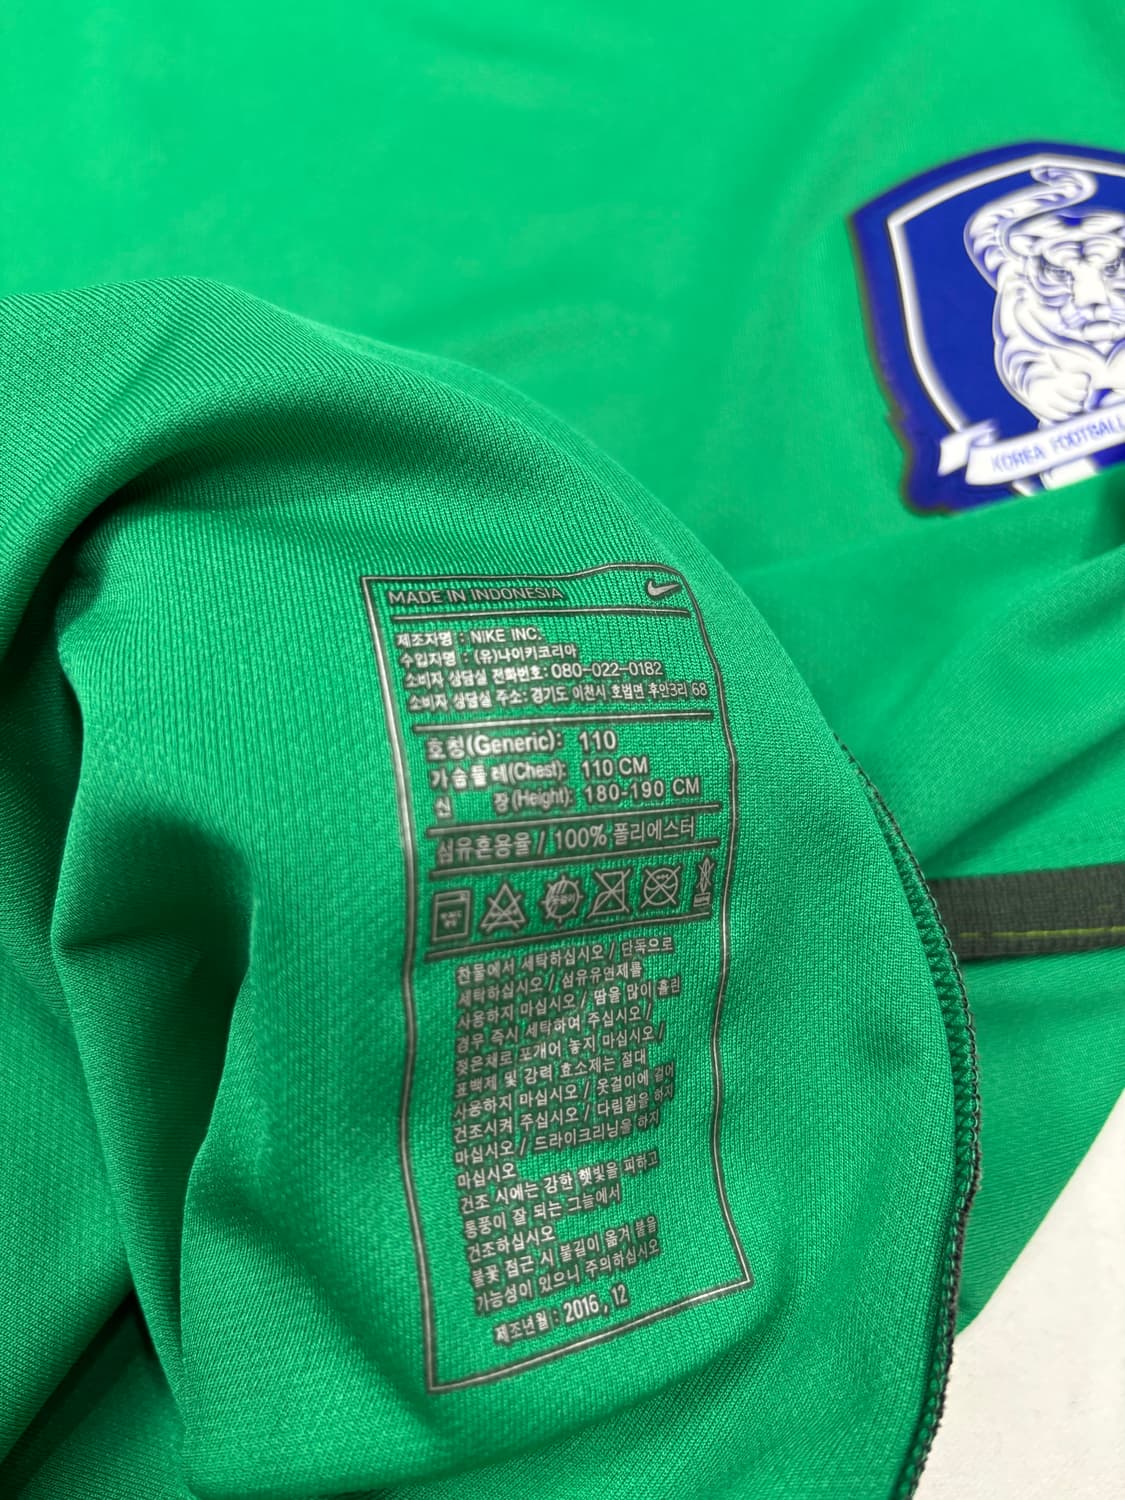 KOREA FOOTBALL
MADE IN INDONESIA
제조자명 : NIKE INC.
수입자명 : (유)나이키코리아
소비자 상담실 전화번호: 080-022-0182
소비자 상담실 주소: 경기도 이천시 호법면 후안3리 68
호칭(Generic): 110
가슴둘레(Chest): 110 CM
신 장(Height): 180-190 CM
섬유혼용율 / 100% 폴리에스터
찬물에서 세탁하십시오 / 단독으로
세탁하십시오 / 섬유유연제를
사용하지 마십시오 / 땀을 많이 흘린
경우 즉시 세탁하여 주십시오 /
젖은채로 포개어 놓지 마십시오 /
표백제 및 강력 효소제는 절대
사용하지 마십시오 / 옷걸이에 걸어
건조시켜 주십시오 / 다림질을 하지
마십시오 / 드라이크리닝을 하지
마십시오
건조 시에는 강한 햇빛을 피하고
통풍이 잘 되는 그늘에서
건조하십시오
불꽃 접근 시 불길이 옮겨 붙을
가능성이 있으니 주의하십시오
제조년월 : 2016 , 12